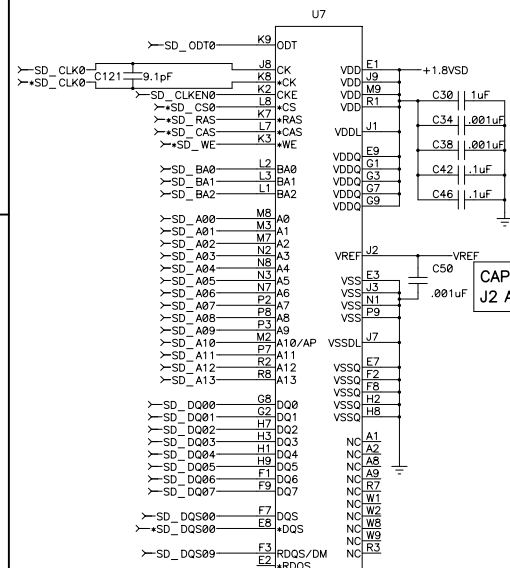 U7
SD_ODT0 K9 ODT
SD_CLK0 J8 CK
*SD_CLK0 K8 *CK
C121 9.1pF
SD_CLKEN0 K2 CKE
*SD_CS0 L8 *CS
*SD_RAS K7 *RAS
*SD_CAS L7 *CAS
*SD_WE K3 *WE
SD_BA0 L2 BA0
SD_BA1 L3 BA1
SD_BA2 L1 BA2
SD_A00 M8 A0
SD_A01 M3 A1
SD_A02 M7 A2
SD_A03 N2 A3
SD_A04 N8 A4
SD_A05 N3 A5
SD_A06 N7 A6
SD_A07 P2 A7
SD_A08 P8 A8
SD_A09 P3 A9
SD_A10 M2 A10/AP
SD_A11 P7 A11
SD_A12 R2 A12
SD_A13 R8 A13
SD_DQ00 G8 DQ0
SD_DQ01 G2 DQ1
SD_DQ02 H7 DQ2
SD_DQ03 H3 DQ3
SD_DQ04 H1 DQ4
SD_DQ05 H9 DQ5
SD_DQ06 F1 DQ6
SD_DQ07 F9 DQ7
SD_DQS00 F7 DQS
*SD_DQS00 E8 *DQS
SD_DQS09 F3 RDQS/DM
E2 *RDQS
VDD E1 +1.8VSD
VDD J9
VDD M9
VDD R1
VDDL J1
VDDQ E9
VDDQ G1
VDDQ G3
VDDQ G7
VDDQ G9
C30 1uF
C34 .001uF
C38 .001uF
C42 .1uF
C46 .1uF
VREF J2 VREF
C50
.001uF
CAP
J2 A
VSS E3
VSS J3
VSS N1
VSS P9
VSSDL J7
VSSQ E7
VSSQ F2
VSSQ F8
VSSQ H2
VSSQ H8
NC A1
NC A2
NC A8
NC A9
NC R7
NC W1
NC W2
NC W8
NC W9
NC R3